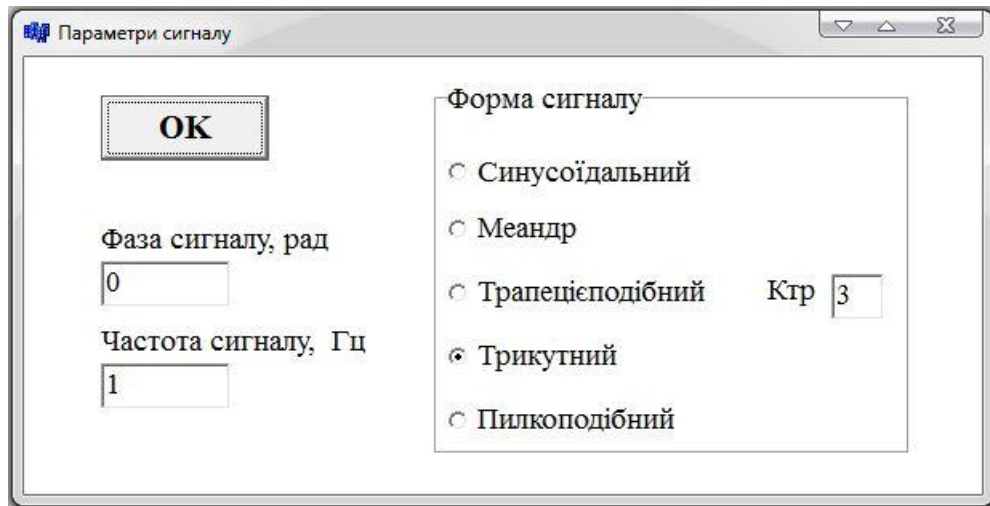 Параметри сигналу
OK
Фаза сигналу, рад
0
Частота сигналу, Гц
1
Форма сигналу
Синусоїдальний
Меандр
Трапецієподібний Ктр 3
Трикутний
Пилкоподібний